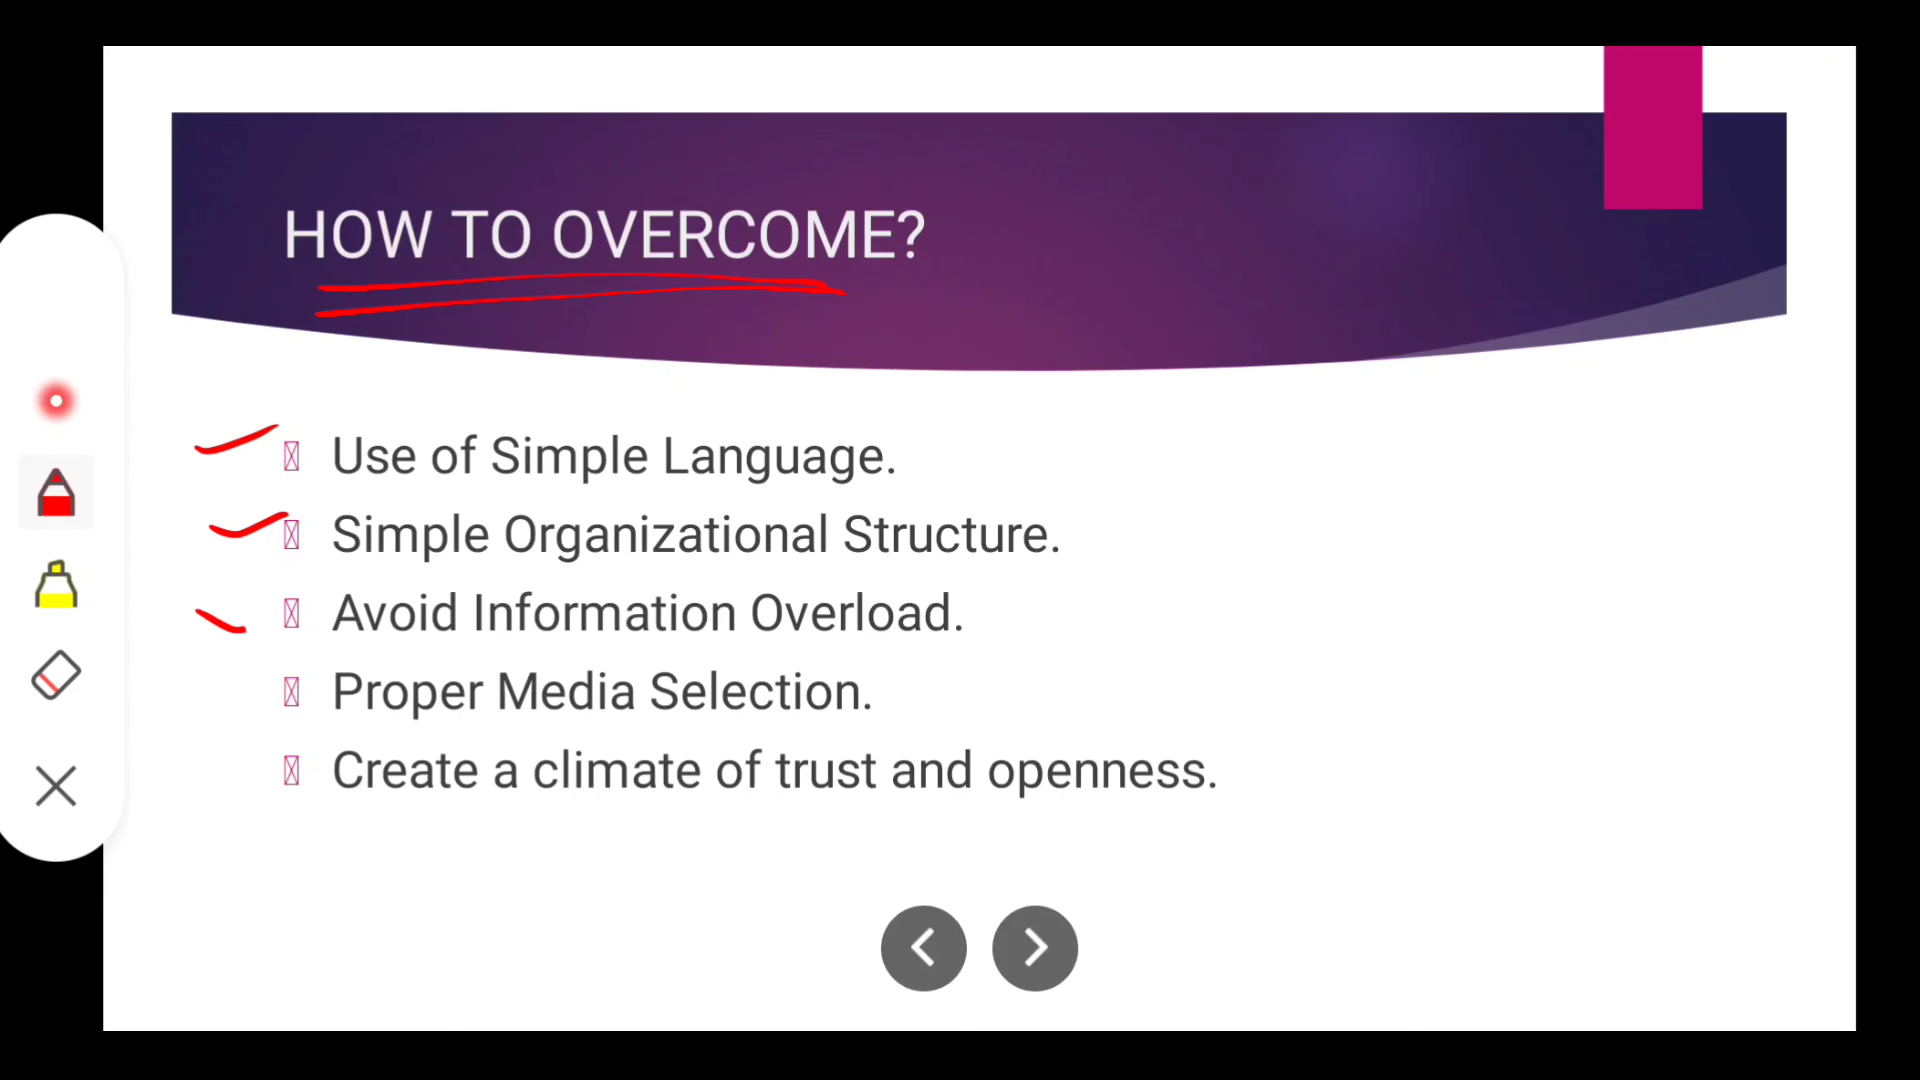 HOW TO OVERCOME?
Use of Simple Language.
Simple Organizational Structure.
Avoid Information Overload.
Proper Media Selection.
Create a climate of trust and openness.